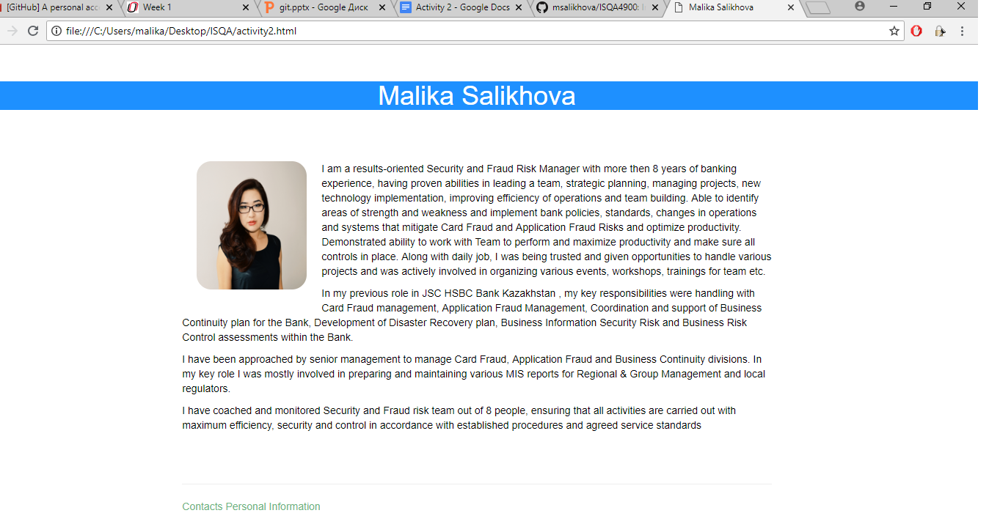 [GitHub] A personal acc
Week 1
git.pptx - Google Диск
Activity 2 - Google Docs
msalikhova/ISQA4900:
Malika Salikhova
file:///C:/Users/malika/Desktop/ISQA/activity2.html
Malika Salikhova
I am a results-oriented Security and Fraud Risk Manager with more then 8 years of banking
experience, having proven abilities in leading a team, strategic planning, managing projects, new
technology implementation, improving efficiency of operations and team building. Able to identify
areas of strength and weakness and implement bank policies, standards, changes in operations
and systems that mitigate Card Fraud and Application Fraud Risks and optimize productivity.
Demonstrated ability to work with Team to perform and maximize productivity and make sure all
controls in place. Along with daily job, I was being trusted and given opportunities to handle various
projects and was actively involved in organizing various events, workshops, trainings for team etc.
In my previous role in JSC HSBC Bank Kazakhstan , my key responsibilities were handling with
Card Fraud management, Application Fraud Management, Coordination and support of Business
Continuity plan for the Bank, Development of Disaster Recovery plan, Business Information Security Risk and Business Risk
Control assessments within the Bank.
I have been approached by senior management to manage Card Fraud, Application Fraud and Business Continuity divisions. In
my key role I was mostly involved in preparing and maintaining various MIS reports for Regional & Group Management and local
regulators.
I have coached and monitored Security and Fraud risk team out of 8 people, ensuring that all activities are carried out with
maximum efficiency, security and control in accordance with established procedures and agreed service standards
Contacts Personal Information